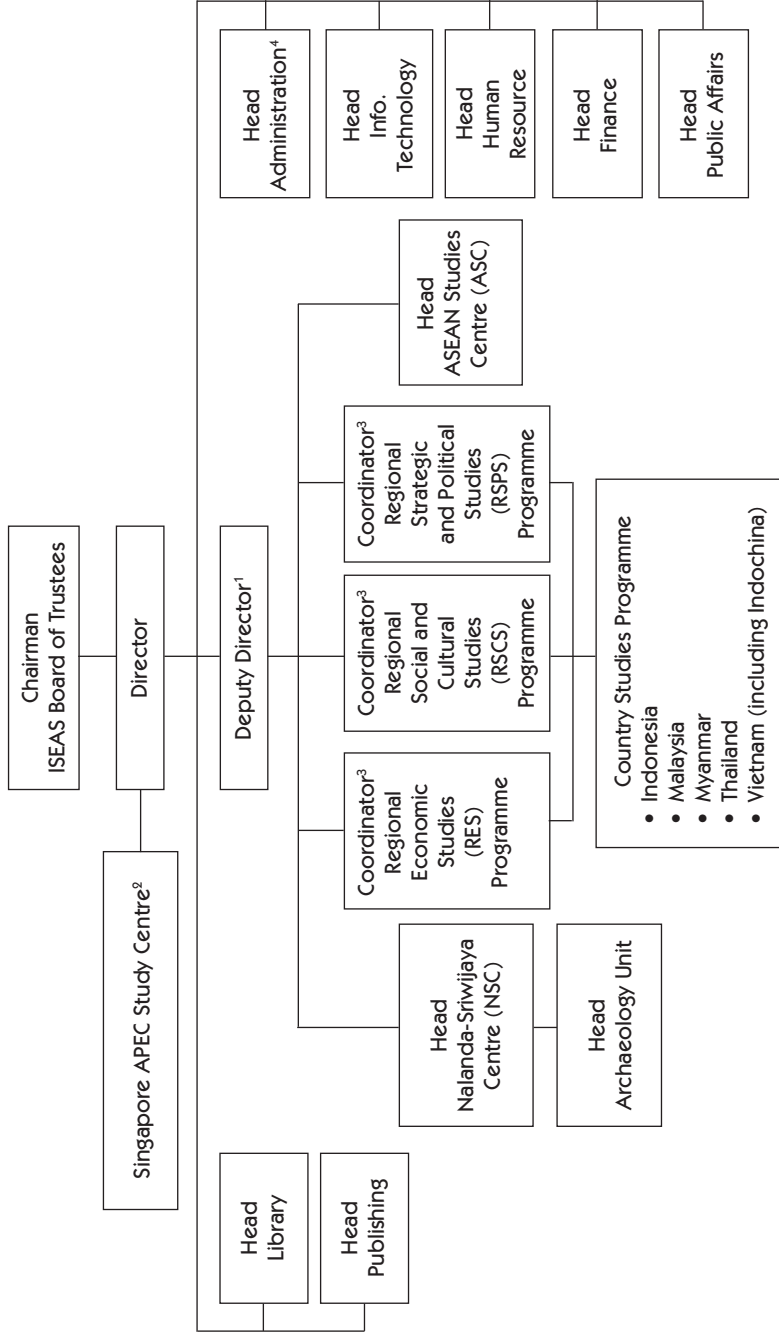 Chairman
ISEAS Board of Trustees
Director
Singapore APEC Study Centre²
Deputy Director¹
Head
Library
Head
Publishing
Head
Nalanda-Sriwijaya
Centre (NSC)
Head
Archaeology Unit
Coordinator³
Regional
Economic
Studies
(RES)
Programme
Coordinator³
Regional
Social and
Cultural
Studies
(RSCS)
Programme
Coordinator³
Regional
Strategic
and Political
Studies
(RSPS)
Programme
Head
ASEAN Studies
Centre (ASC)
Country Studies Programme
• Indonesia
• Malaysia
• Myanmar
• Thailand
• Vietnam (including Indochina)
Head
Administration⁴
Head
Info.
Technology
Head
Human
Resource
Head
Finance
Head
Public Affairs